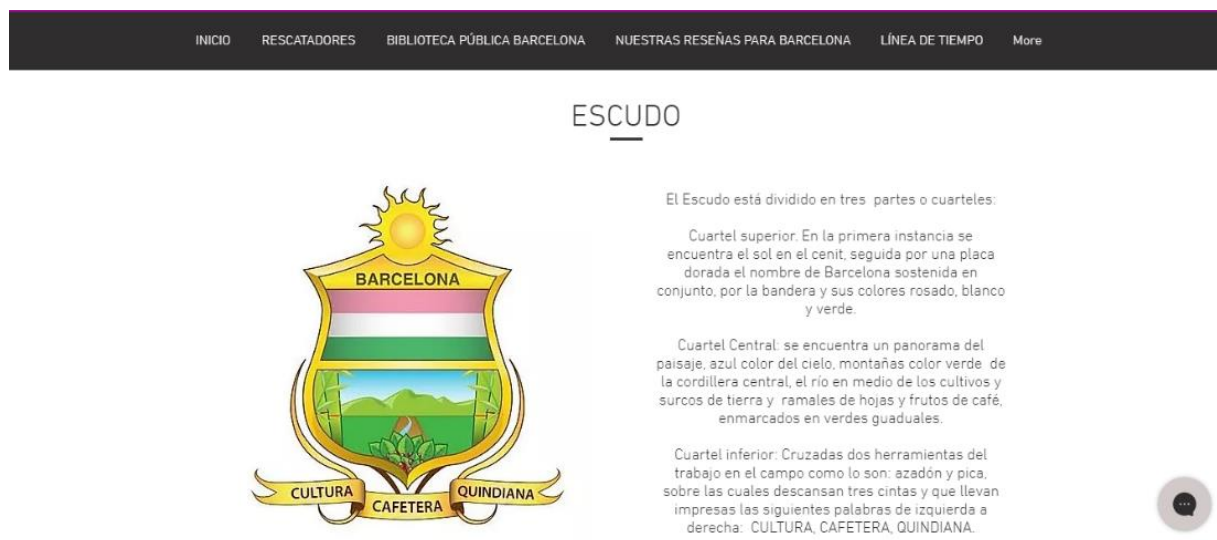 INICIO RESCATADORES BIBLIOTECA PÚBLICA BARCELONA NUESTRAS RESEÑAS PARA BARCELONA LÍNEA DE TIEMPO More
ESCUDO
BARCELONA
CULTURA CAFETERA QUINDIANA
El Escudo está dividido en tres partes o cuarteles:
Cuartel superior. En la primera instancia se
encuentra el sol en el cenit, seguida por una placa
dorada el nombre de Barcelona sostenida en
conjunto, por la bandera y sus colores rosado, blanco
y verde.
Cuartel Central: se encuentra un panorama del
paisaje, azul color del cielo, montañas color verde de
la cordillera central, el río en medio de los cultivos y
surcos de tierra y ramales de hojas y frutos de café,
enmarcados en verdes guaduales.
Cuartel inferior: Cruzadas dos herramientas del
trabajo en el campo como lo son: azadón y pica,
sobre las cuales descansan tres cintas y que llevan
impresas las siguientes palabras de izquierda a
derecha: CULTURA, CAFETERA, QUINDIANA.